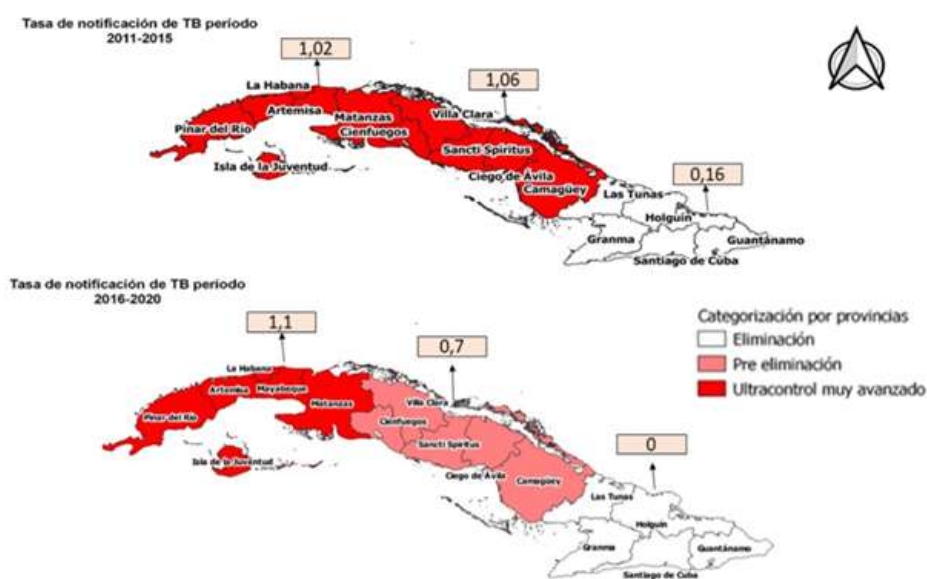 Tasa de notificación de TB período
2011-2015
1,02
1,06
0,16
La Habana
Artemisa
Matanzas
Villa Clara
Pinar del Río
Cienfuegos
Sancti Spíritus
Isla de la Juventud
Ciego de Ávila
Camagüey
Las Tunas
Holguín
Granma
Guantánamo
Santiago de Cuba
Tasa de notificación de TB período
2016-2020
1,1
0,7
0
Categorización por provincias
Eliminación
Pre eliminación
Ultracontrol muy avanzado
La Habana
Artemisa
Mayabeque
Matanzas
Villa Clara
Pinar del Río
Cienfuegos
Sancti Spíritus
Isla de la Juventud
Ciego de Ávila
Camagüey
Las Tunas
Holguín
Granma
Guantánamo
Santiago de Cuba